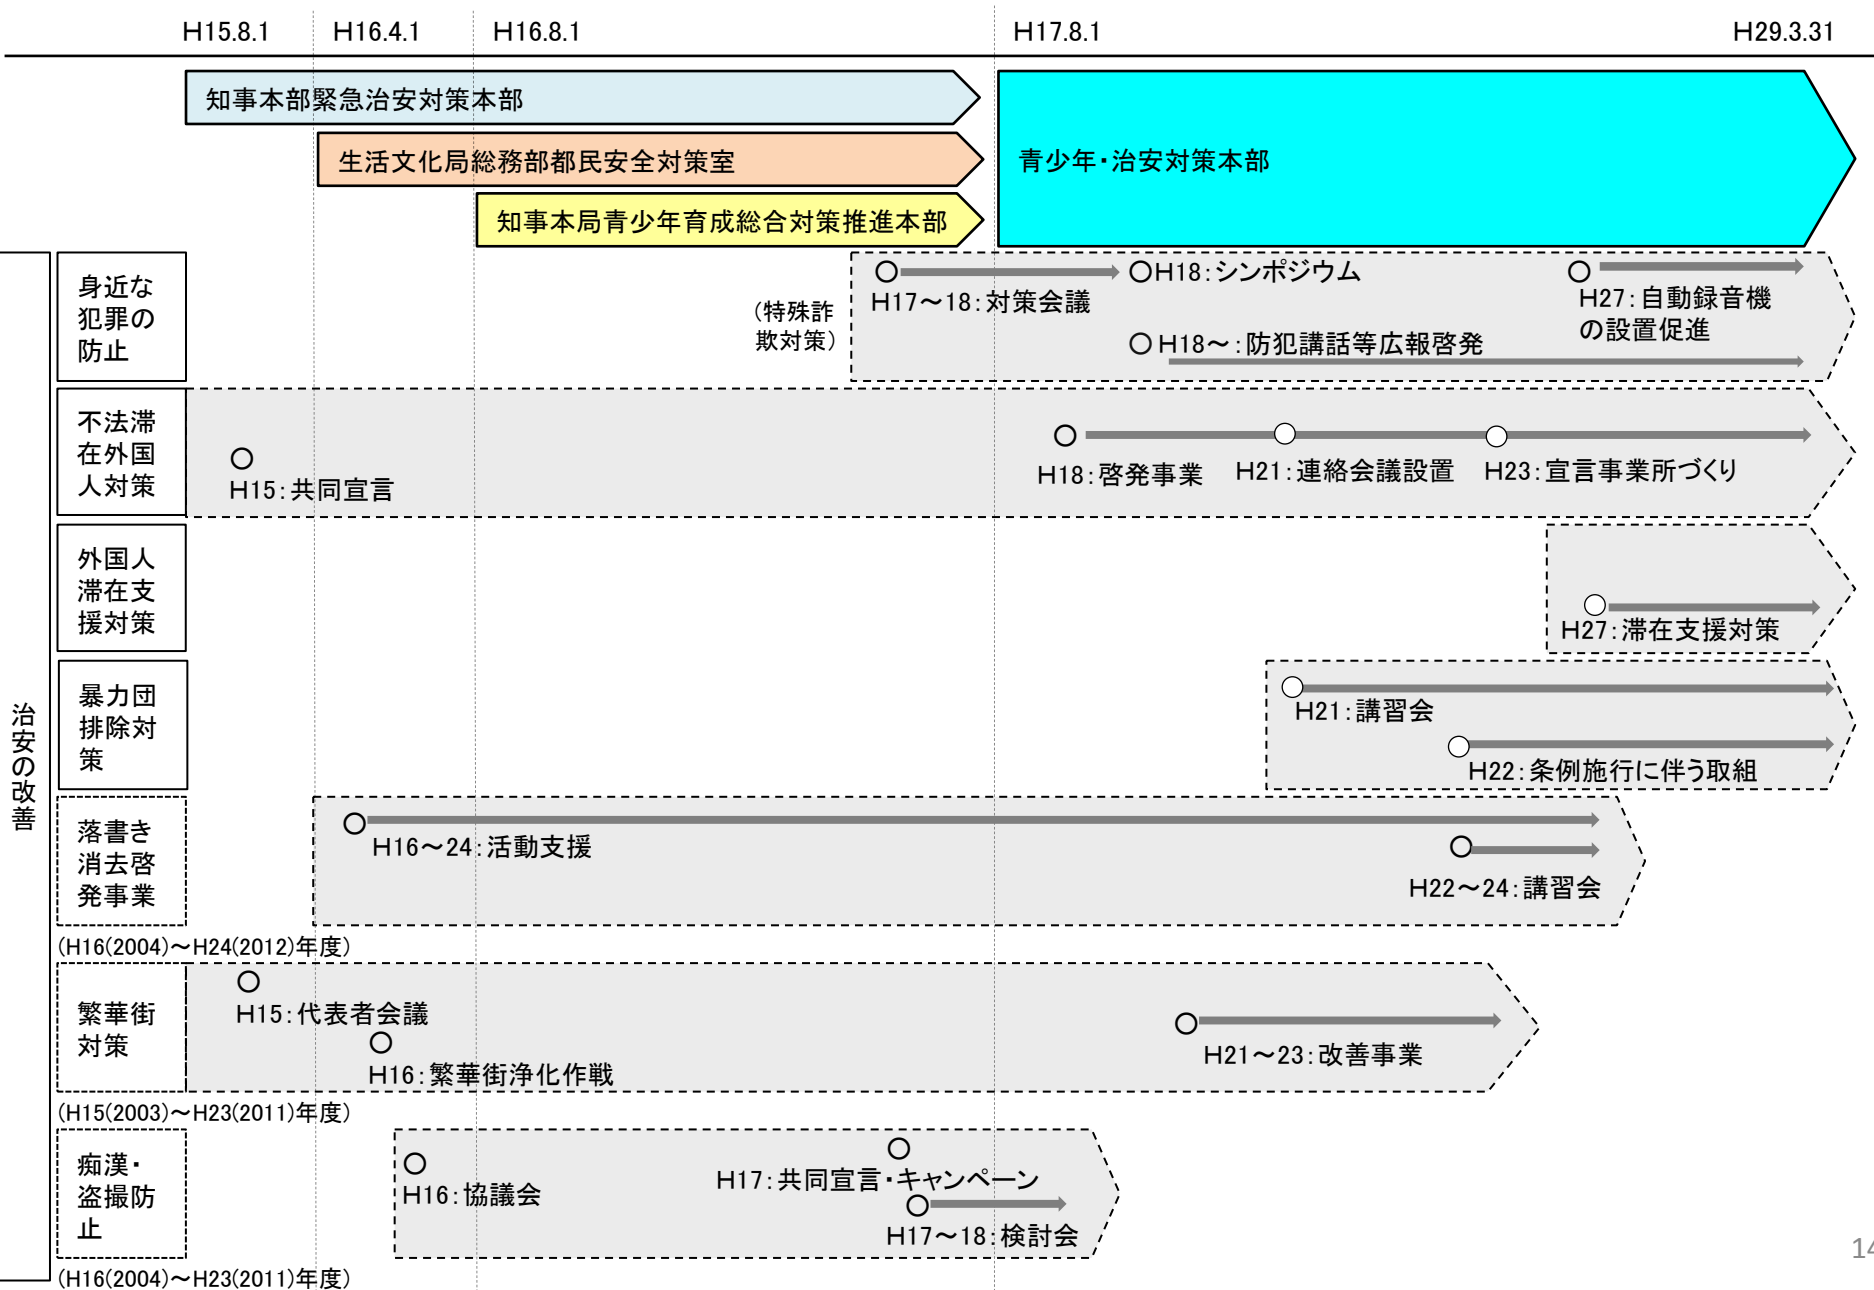 H15.8.1
H16.4.1
H16.8.1
H17.8.1
H29.3.31
知事本部緊急治安対策本部
生活文化局総務部都民安全対策室
知事本局青少年育成総合対策推進本部
青少年・治安対策本部
治安の改善
身近な
犯罪の
防止
（特殊詐
欺対策）
H17～18：対策会議
H18：シンポジウム
H18～：防犯講話等広報啓発
H27：自動録音機
の設置促進
不法滞
在外国
人対策
H15：共同宣言
H18：啓発事業
H21：連絡会議設置
H23：宣言事業所づくり
外国人
滞在支
援対策
H27：滞在支援対策
暴力団
排除対
策
H21：講習会
H22：条例施行に伴う取組
落書き
消去啓
発事業
H16～24：活動支援
H22～24：講習会
(H16(2004)～H24(2012)年度)
繁華街
対策
H15：代表者会議
H16：繁華街浄化作戦
H21～23：改善事業
(H15(2003)～H23(2011)年度)
痴漢・
盗撮防
止
H16：協議会
H17：共同宣言・キャンペーン
H17～18：検討会
(H16(2004)～H23(2011)年度)
14